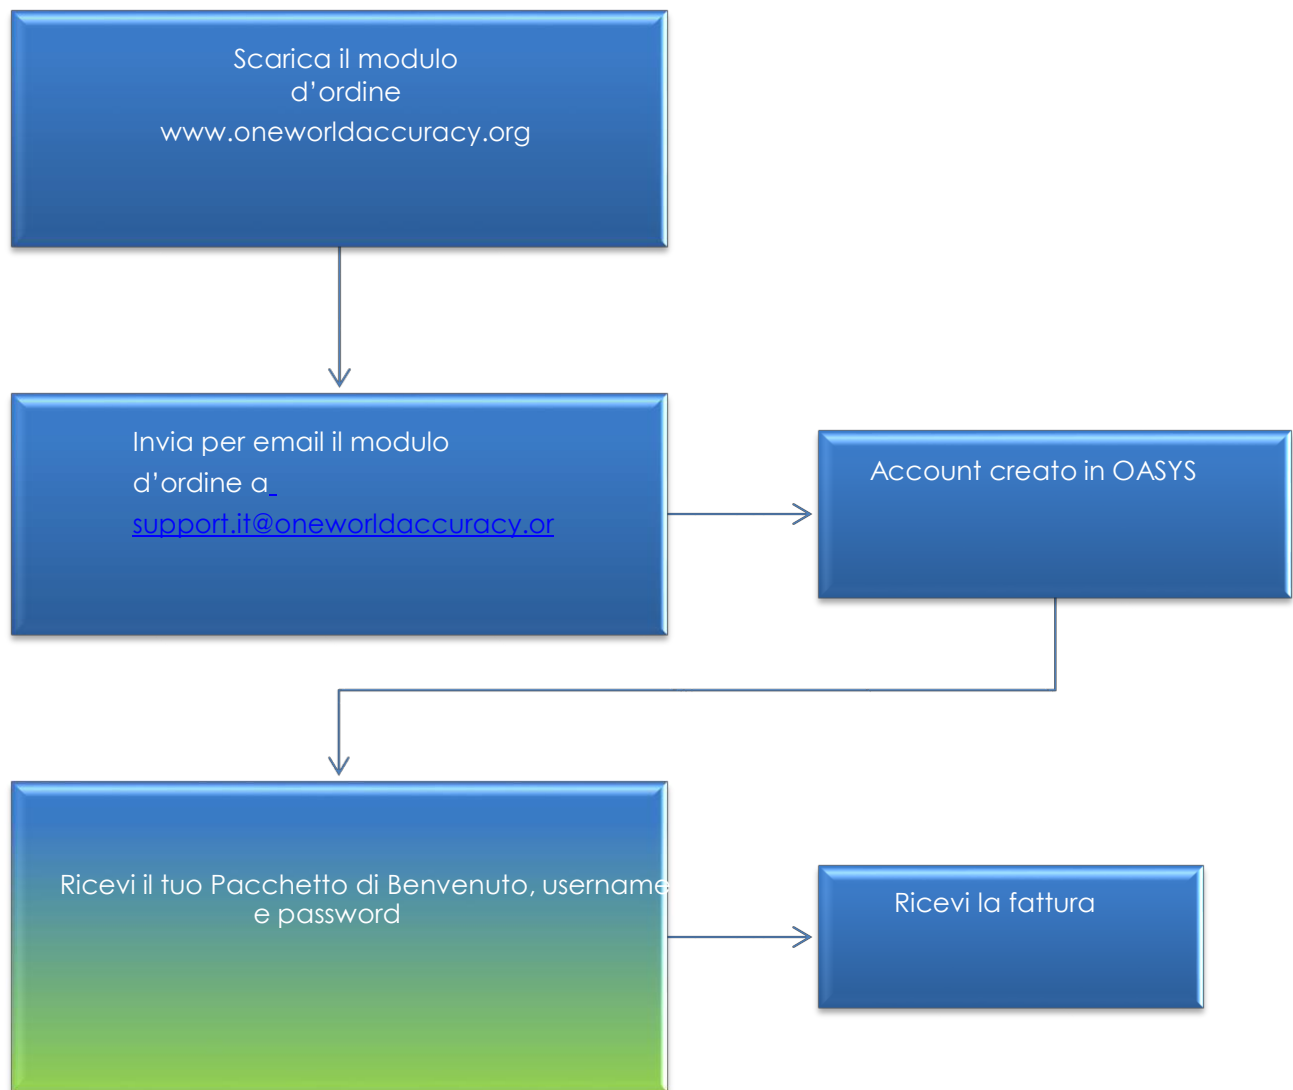 Scarica il modulo
d’ordine
www.oneworldaccuracy.org
Invia per email il modulo
d’ordine a
support.it@oneworldaccuracy.or
Account creato in OASYS
Ricevi il tuo Pacchetto di Benvenuto, username
e password
Ricevi la fattura